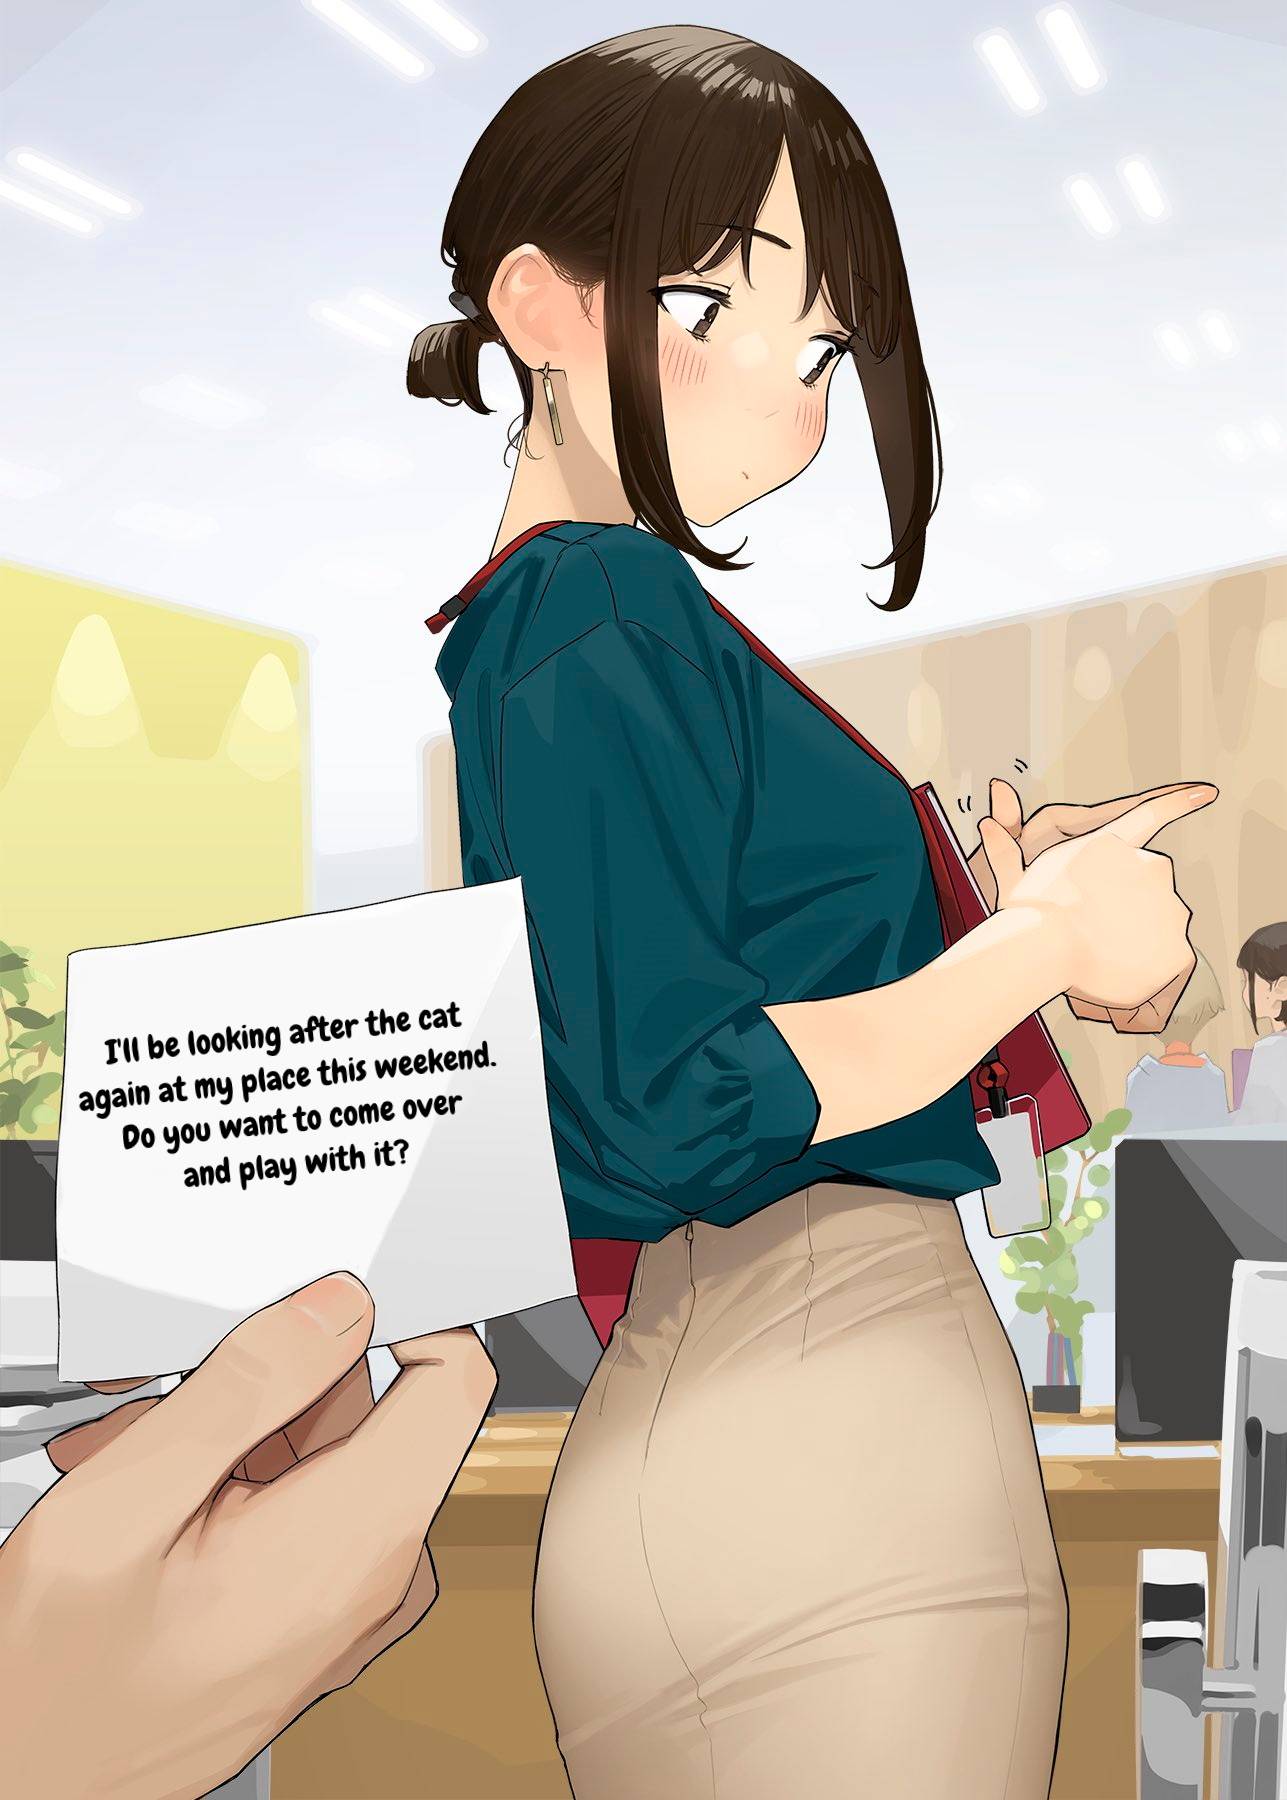 I'll be looking after the cat
again at my place this weekend.
Do you want to come over
and play with it?